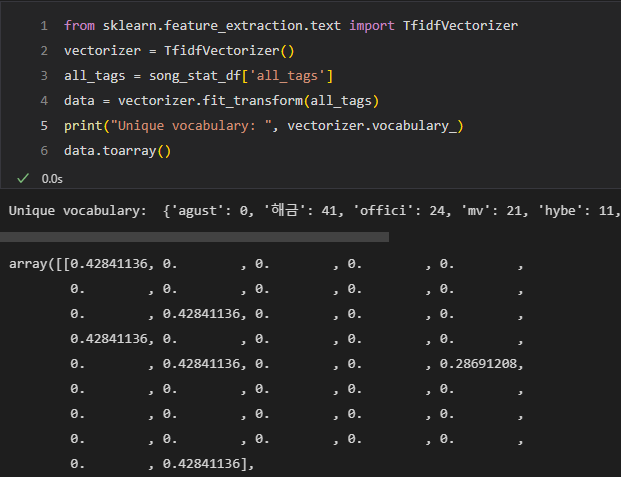 1 from sklearn.feature_extraction.text import TfidfVectorizer
2 vectorizer = TfidfVectorizer()
3 all_tags = song_stat_df['all_tags']
4 data = vectorizer.fit_transform(all_tags)
5 print("Unique vocabulary: ", vectorizer.vocabulary_)
6 data.toarray()
0.0s
Unique vocabulary:  {'agust': 0, '해금': 41, 'offici': 24, 'mv': 21, 'hybe': 11,
array([[0.42841136, 0.        , 0.        , 0.        , 0.        ,
        0.        , 0.        , 0.        , 0.        , 0.        ,
        0.        , 0.42841136, 0.        , 0.        , 0.        ,
        0.42841136, 0.        , 0.        , 0.        , 0.        ,
        0.        , 0.42841136, 0.        , 0.        , 0.28691208,
        0.        , 0.        , 0.        , 0.        , 0.        ,
        0.        , 0.        , 0.        , 0.        , 0.        ,
        0.        , 0.        , 0.        , 0.        , 0.        ,
        0.        , 0.42841136],